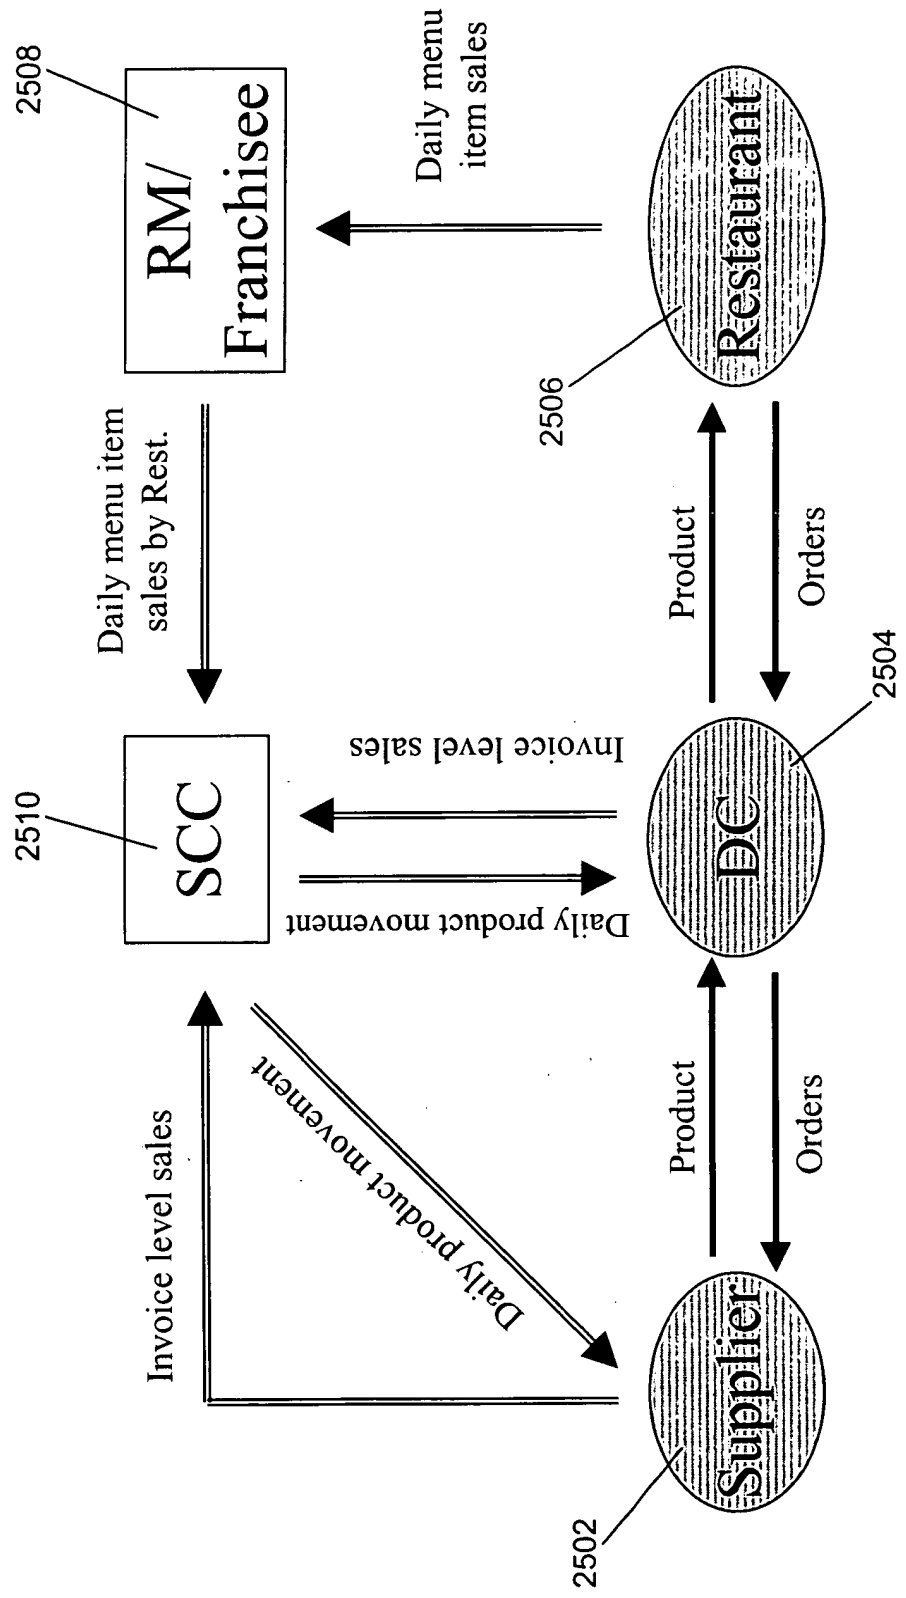 2510
2508
SCC
RM/
Franchisee
Daily menu item
sales by Rest.
Invoice level sales
Daily product movement
Daily product movement
Invoice level sales
Daily menu
item sales
2502
2506
Supplier
Product
Orders
DC
Product
Orders
Restaurant
2504